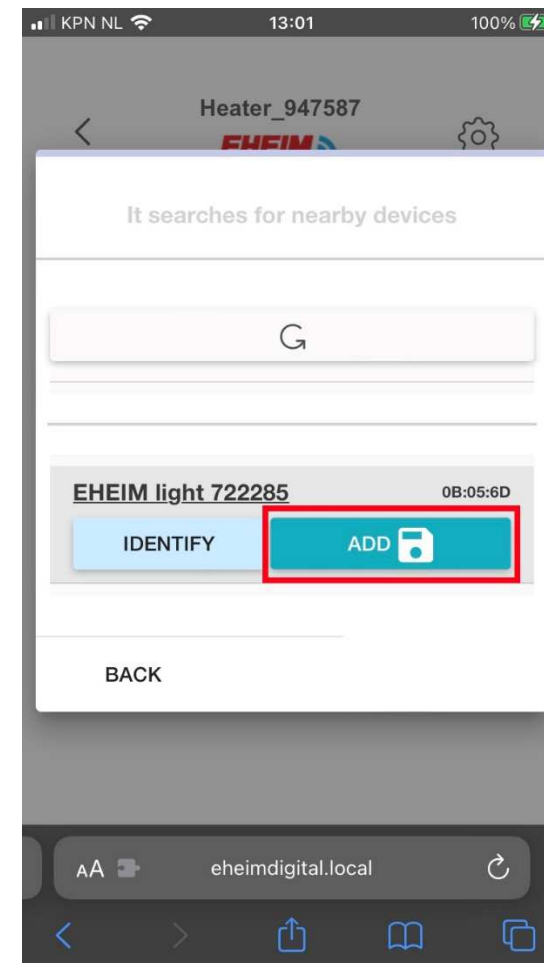 KPN NL 13:01 100%
Heater_947587
EHEIM
It searches for nearby devices
EHEIM light 722285 0B:05:6D
IDENTIFY ADD
BACK
AA eheimdigital.local